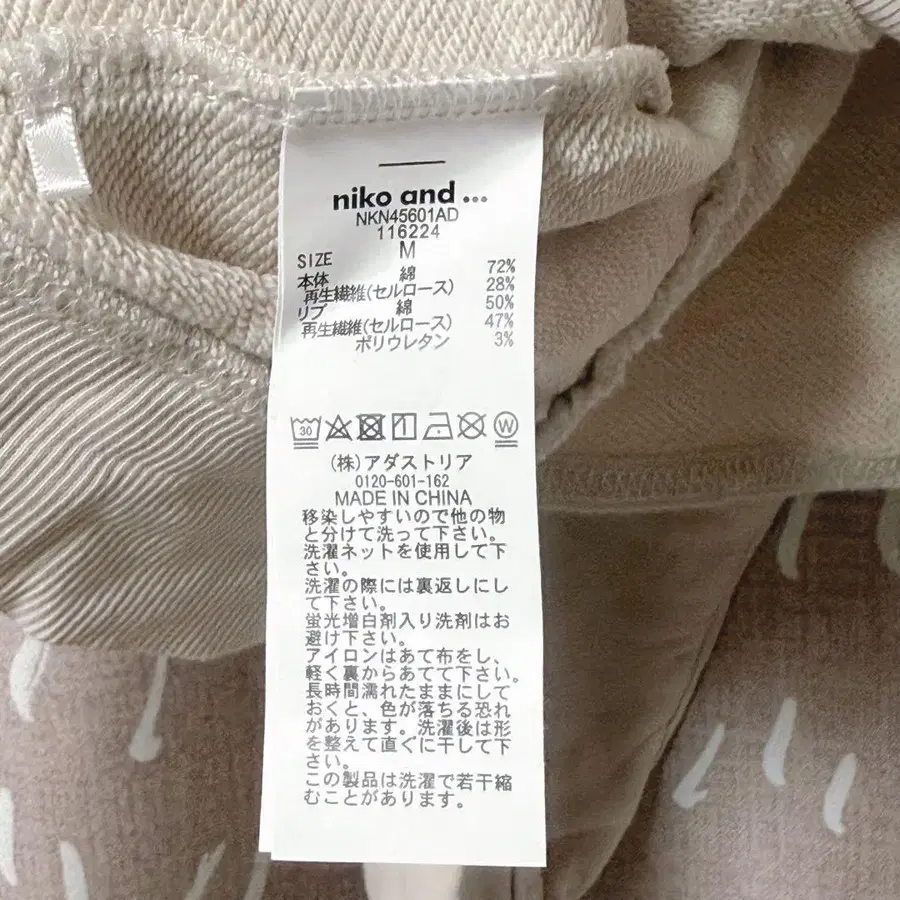 niko and ...
NKN45601AD
116224
SIZE M
本体 綿 72%
再生繊維(セルロース) 28%
リブ 綿 50%
再生繊維(セルロース) 47%
ポリウレタン 3%
30 W
(株)アダストリア
0120-601-162
MADE IN CHINA
移染しやすいので他の物
と分けて洗って下さい。
洗濯ネットを使用して下
さい。
洗濯の際には裏返しにし
て下さい。
蛍光増白剤入り洗剤はお
避け下さい。
アイロンはあて布をし、
軽く裏からあてて下さい。
長時間濡れたままにして
おくと、色が落ちる恐れ
があります。洗濯後は形
を整えて直ぐに干して下
さい。
この製品は洗濯で若干縮
むことがあります。